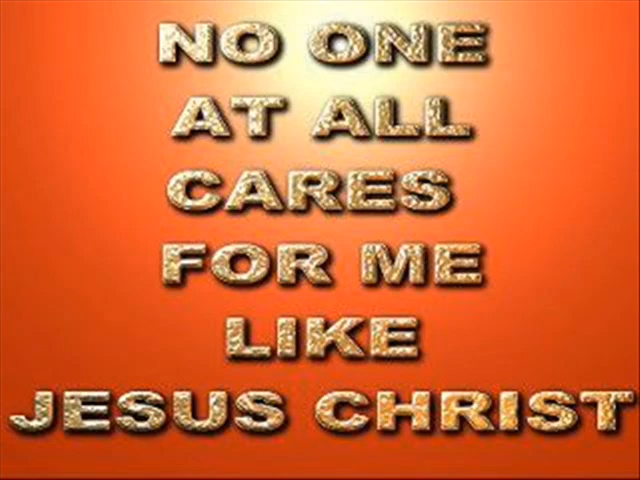 NO ONE
AT ALL
CARES
FOR ME
LIKE
JESUS CHRIST